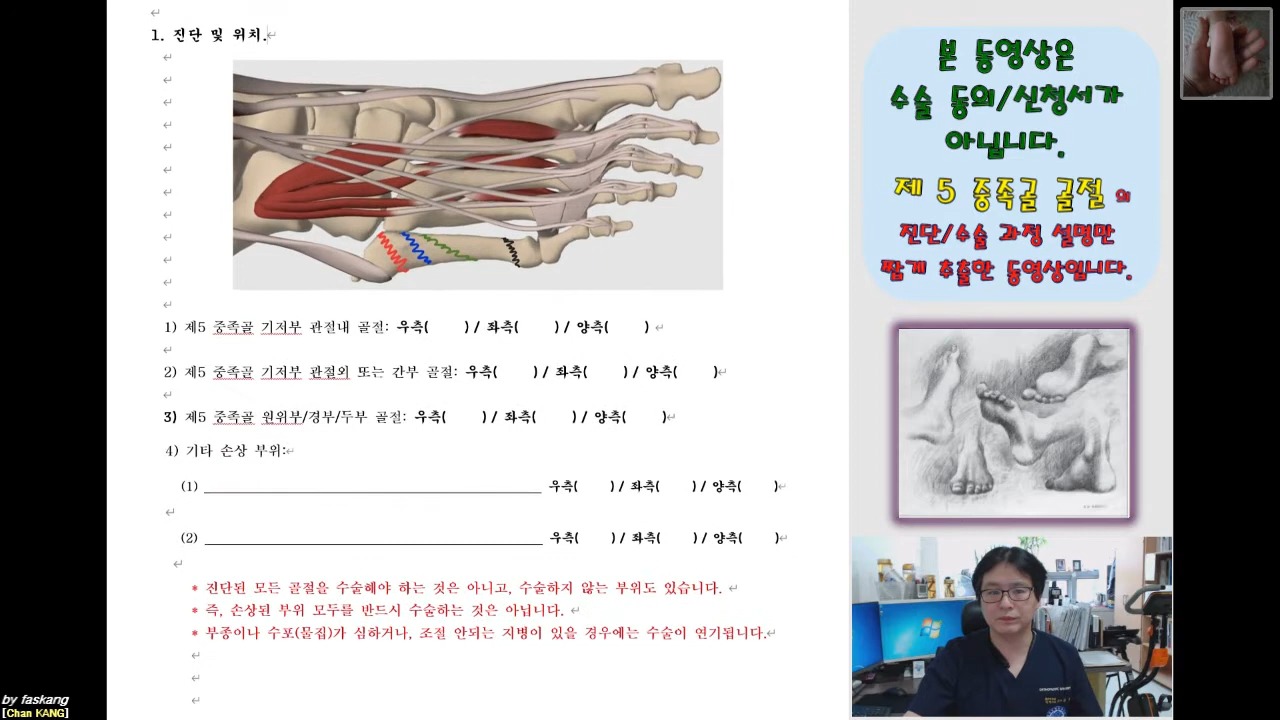 1. 진단 및 위치.
1) 제5 중족골 기저부 관절내 골절: 우측( ) / 좌측( ) / 양측( )
2) 제5 중족골 기저부 관절외 또는 간부 골절: 우측( ) / 좌측( ) / 양측( )
3) 제5 중족골 원위부/경부/두부 골절: 우측( ) / 좌측( ) / 양측( )
4) 기타 손상 부위:
(1) ______________________ 우측( ) / 좌측( ) / 양측( )
(2) ______________________ 우측( ) / 좌측( ) / 양측( )
* 진단된 모든 골절을 수술해야 하는 것은 아니고, 수술하지 않는 부위도 있습니다.
* 즉, 손상된 부위 모두를 반드시 수술하는 것은 아닙니다.
* 부종이나 수포(물집)가 심하거나, 조절 안되는 지병이 있을 경우에는 수술이 연기됩니다.
본 동영상은
수술 동의/신청서가
아닙니다.
제 5 중족골 골절 의
진단/수술 과정 설명만
짧게 추출한 동영상입니다.
by faskang
[Chan KANG]